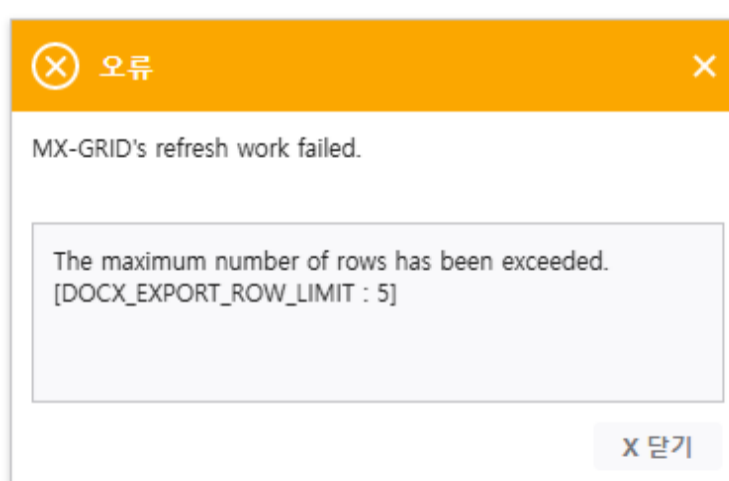 오류
MX-GRID's refresh work failed.
The maximum number of rows has been exceeded.
[DOCX_EXPORT_ROW_LIMIT : 5]
X 닫기